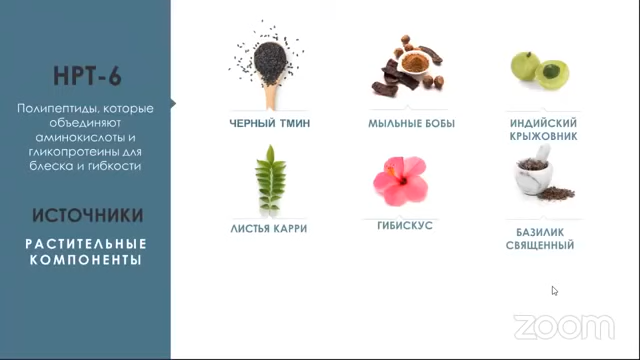 НРТ-6
Полипептиды, которые
объединяют
аминокислоты и
гликопротеины для
блеска и гибкости
ИСТОЧНИКИ
РАСТИТЕЛЬНЫЕ
КОМПОНЕНТЫ
ЧЕРНЫЙ ТМИН
МЫЛЬНЫЕ БОБЫ
ИНДИЙСКИЙ
КРЫЖОВНИК
ЛИСТЬЯ КАРРИ
ГИБИСКУС
БАЗИЛИК
СВЯЩЕННЫЙ
zoom